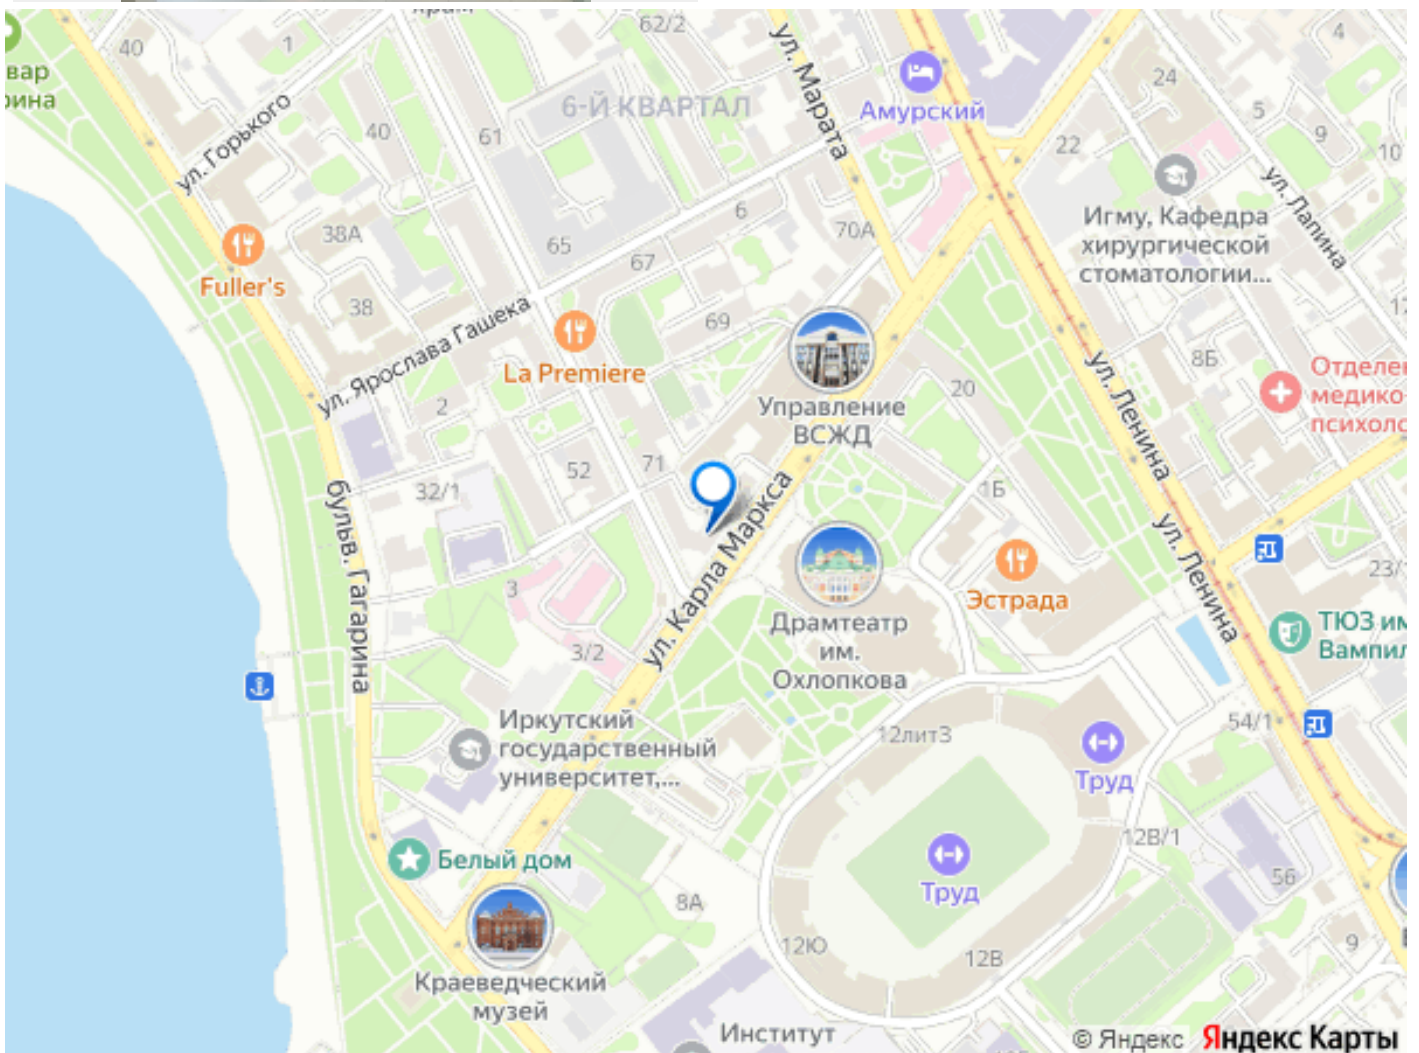 62/2
40
1
вар
рина
ул. Горького
40
61
6-Й КВАРТАЛ
ул. Марата
Амурский
24
4
5
9
10
22
ул. Лапина
Игму, Кафедра
хирургической
стоматологии...
6
70А
38А
65
67
Fuller's
38
ул. Ярослава Гашека
69
La Premiere
8Б
Управление
ВСЖД
20
ул. Ленина
Отделен
медико-
психоло
2
52
71
32/1
бульв. Гагарина
ул. Карла Маркса
1Б
ул. Ленина
3
Эстрада
23/
Драмтеатр
им.
Охлопкова
ТЮЗ им
Вампил
3/2
Иркутский
государственный
университет,...
12литЗ
54/1
Труд
12В/1
Белый дом
Труд
56
8А
12Ю
12В
9
Краеведческий
музей
Институт
© Яндекс Яндекс Карты